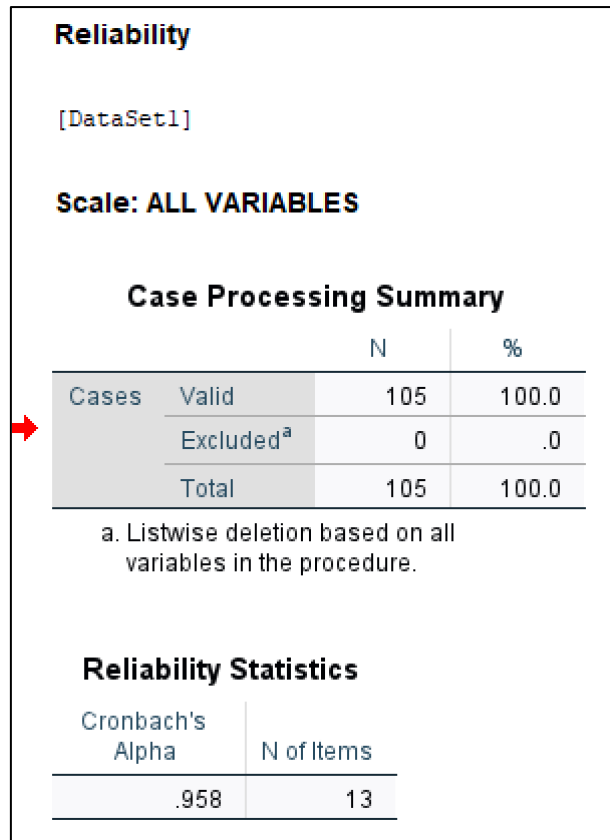 Reliability
[DataSet1]
Scale: ALL VARIABLES
Case Processing Summary
N %
Cases Valid 105 100.0
Excludedᵃ 0 .0
Total 105 100.0
a. Listwise deletion based on all
variables in the procedure.
Reliability Statistics
Cronbach's
Alpha N of Items
.958 13